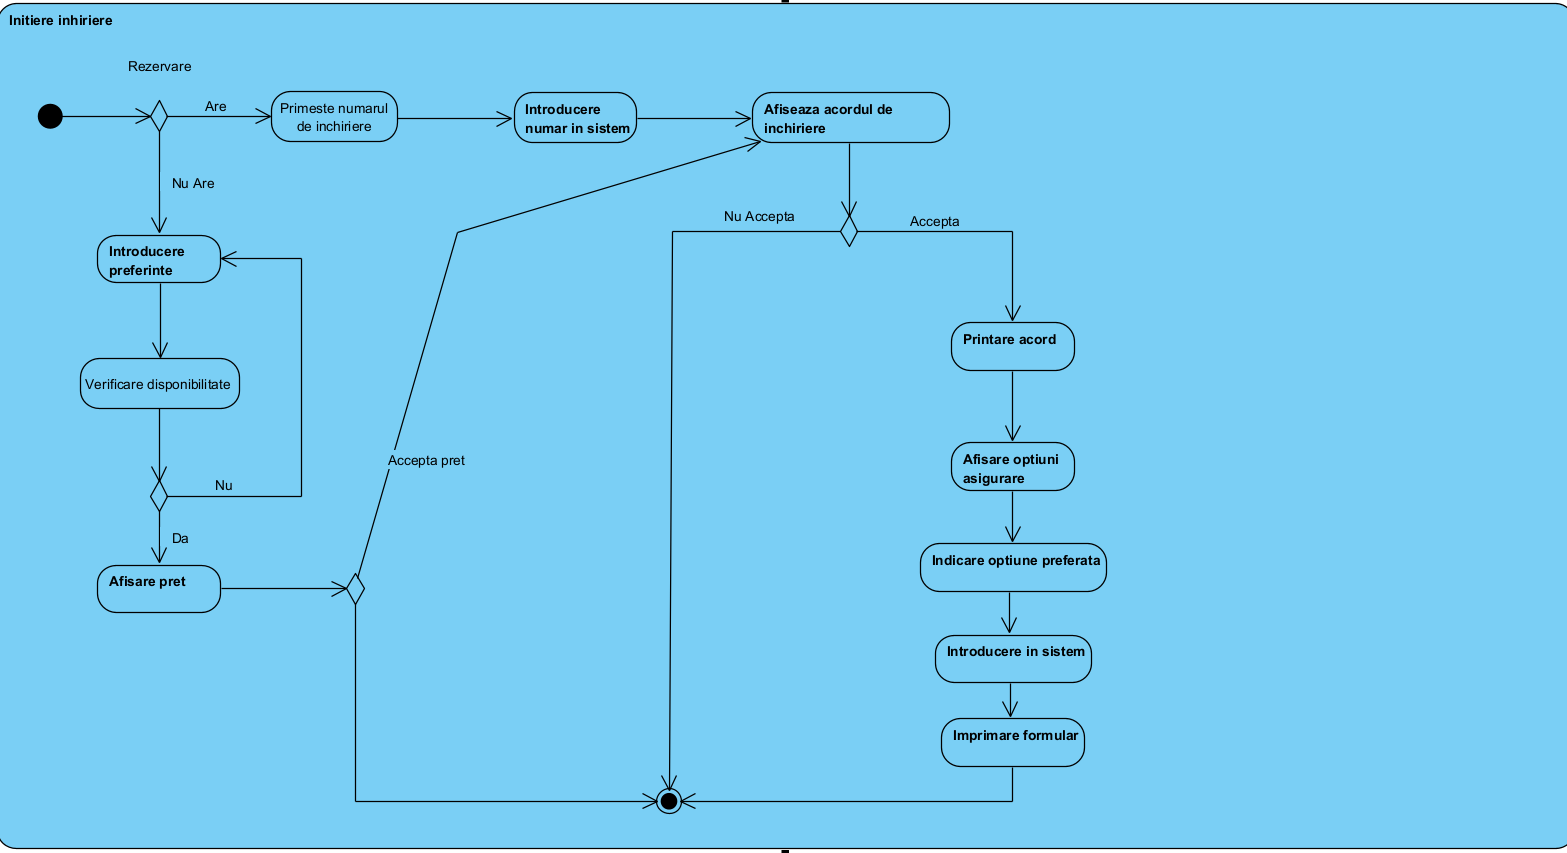 Initiere inhiriere
Rezervare
Are
Primeste numarul
de inchiriere
Introducere
numar in sistem
Afiseaza acordul de
inchiriere
Nu Are
Nu Accepta
Accepta
Introducere
preferinte
Printare acord
Verificare disponibilitate
Accepta pret
Afisare optiuni
asigurare
Nu
Da
Indicare optiune preferata
Afisare pret
Introducere in sistem
Imprimare formular